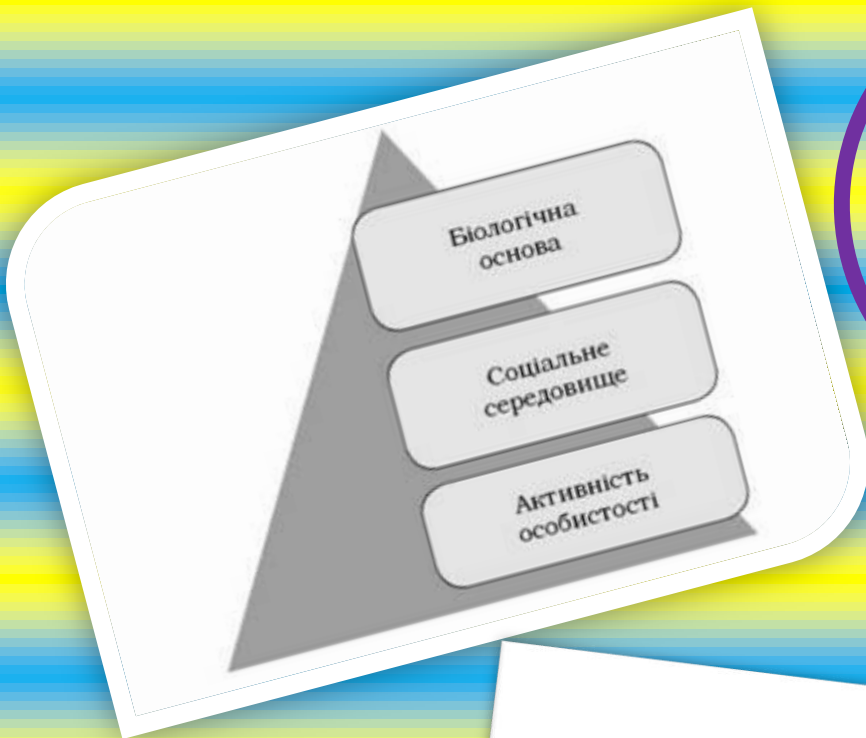 Біологічна
основа
Соціальне
середовище
Активність
особистості